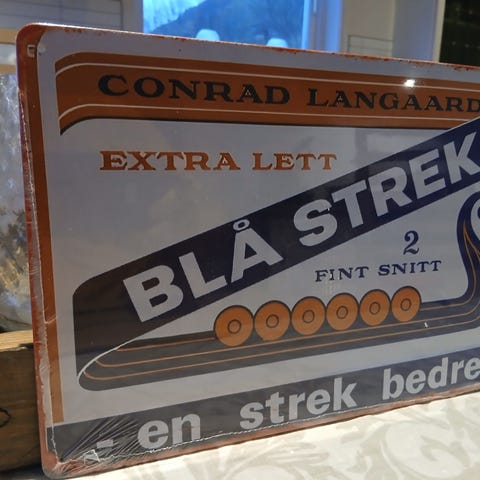 CONRAD LANGAARD
EXTRA LETT
BLÅ STREK
2
FINT SNITT
- en strek bedre